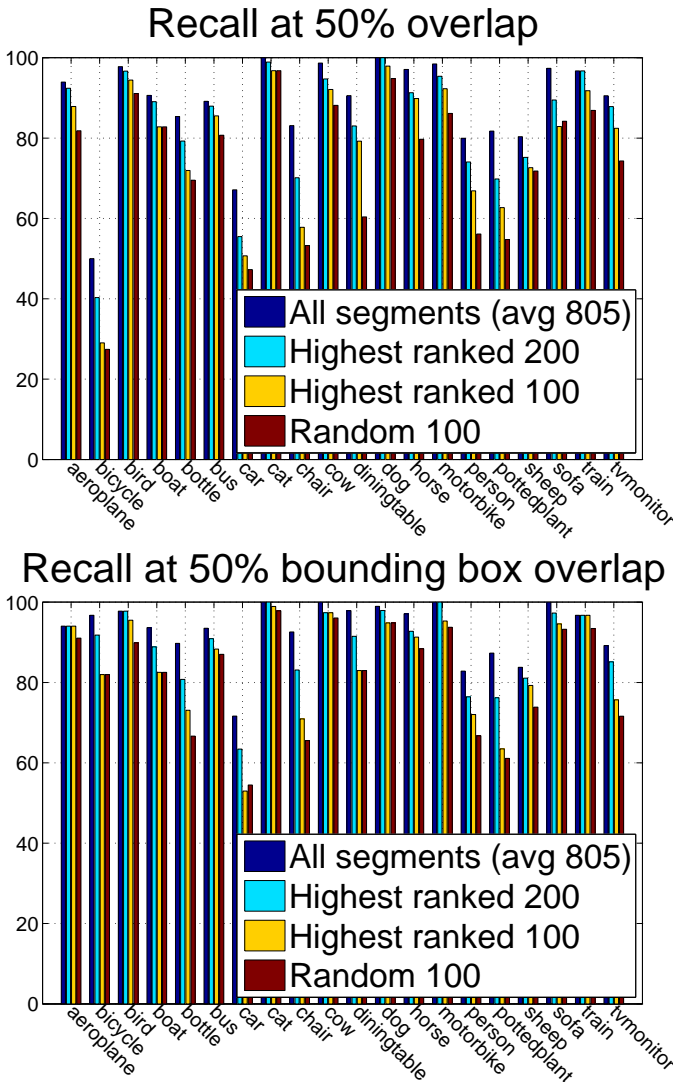 Recall at 50% overlap
100
80
60
40
20
0
All segments (avg 805)
Highest ranked 200
Highest ranked 100
Random 100
aeroplane
bicycle
bird
boat
bottle
bus
car
cat
chair
cow
diningtable
dog
horse
motorbike
person
pottedplant
sheep
sofa
train
tvmonitor
Recall at 50% bounding box overlap
100
80
60
40
20
0
All segments (avg 805)
Highest ranked 200
Highest ranked 100
Random 100
aeroplane
bicycle
bird
boat
bottle
bus
car
cat
chair
cow
diningtable
dog
horse
motorbike
person
pottedplant
sheep
sofa
train
tvmonitor